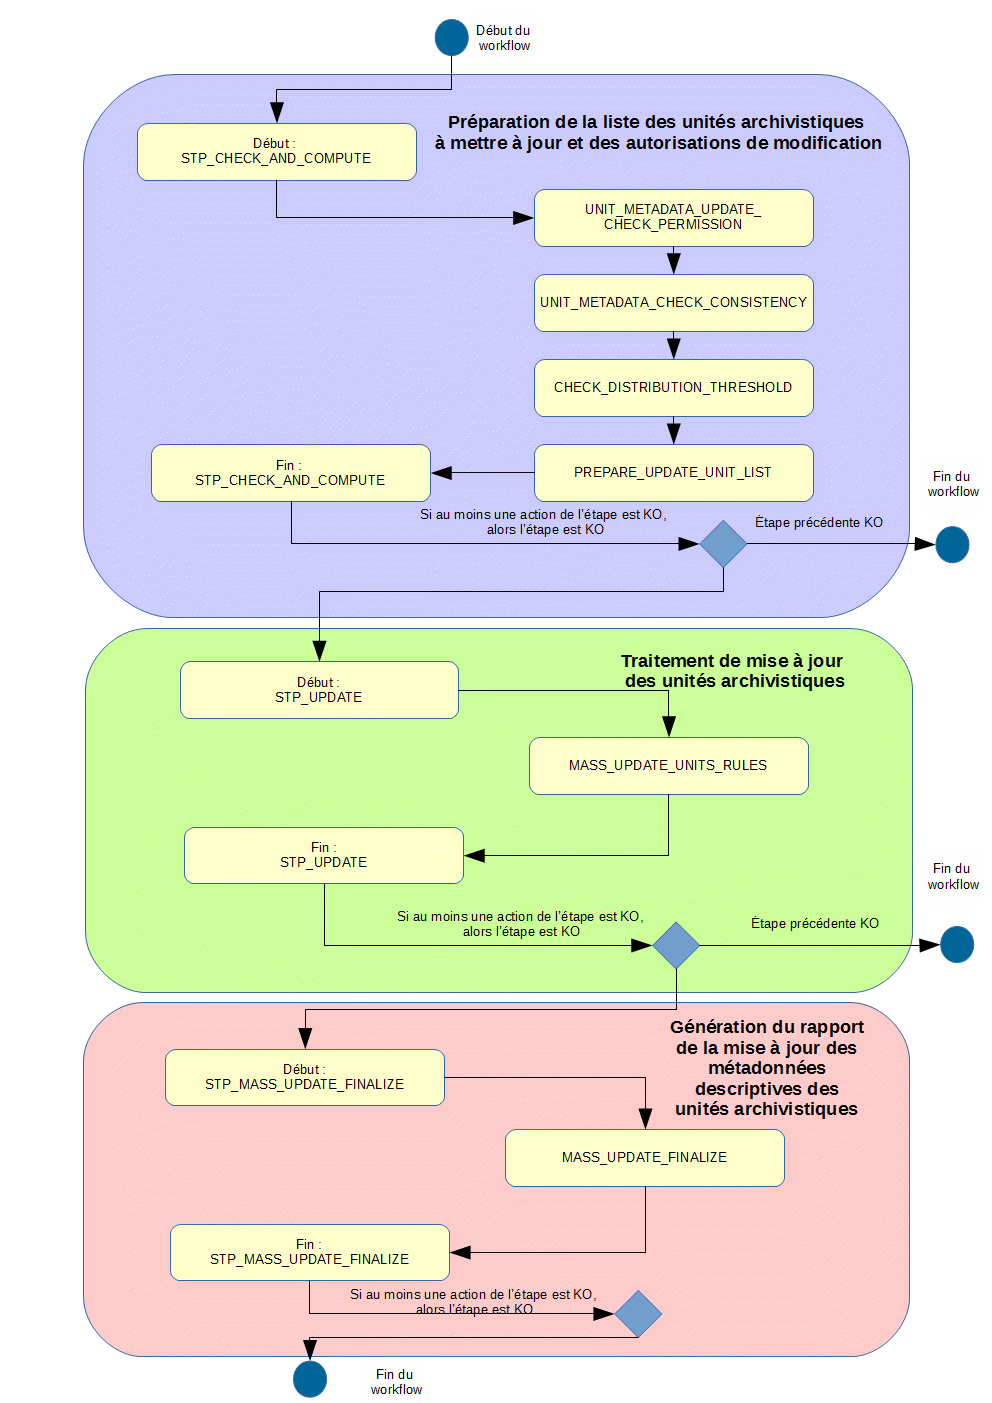 Début du
workflow
Préparation de la liste des unités archivistiques
à mettre à jour et des autorisations de modification
Début :
STP_CHECK_AND_COMPUTE
UNIT_METADATA_UPDATE_
CHECK_PERMISSION
UNIT_METADATA_CHECK_CONSISTENCY
CHECK_DISTRIBUTION_THRESHOLD
PREPARE_UPDATE_UNIT_LIST
Fin :
STP_CHECK_AND_COMPUTE
Si au moins une action de l'étape est KO,
alors l'étape est KO
Étape précédente KO
Fin du
workflow
Traitement de mise à jour
des unités archivistiques
Début :
STP_UPDATE
MASS_UPDATE_UNITS_RULES
Fin :
STP_UPDATE
Si au moins une action de l'étape est KO,
alors l'étape est KO
Étape précédente KO
Fin du
workflow
Génération du rapport
de la mise à jour des
métadonnées
descriptives des
unités archivistiques
Début :
STP_MASS_UPDATE_FINALIZE
MASS_UPDATE_FINALIZE
Fin :
STP_MASS_UPDATE_FINALIZE
Si au moins une action de l'étape est KO,
alors l'étape est KO
Fin du
workflow